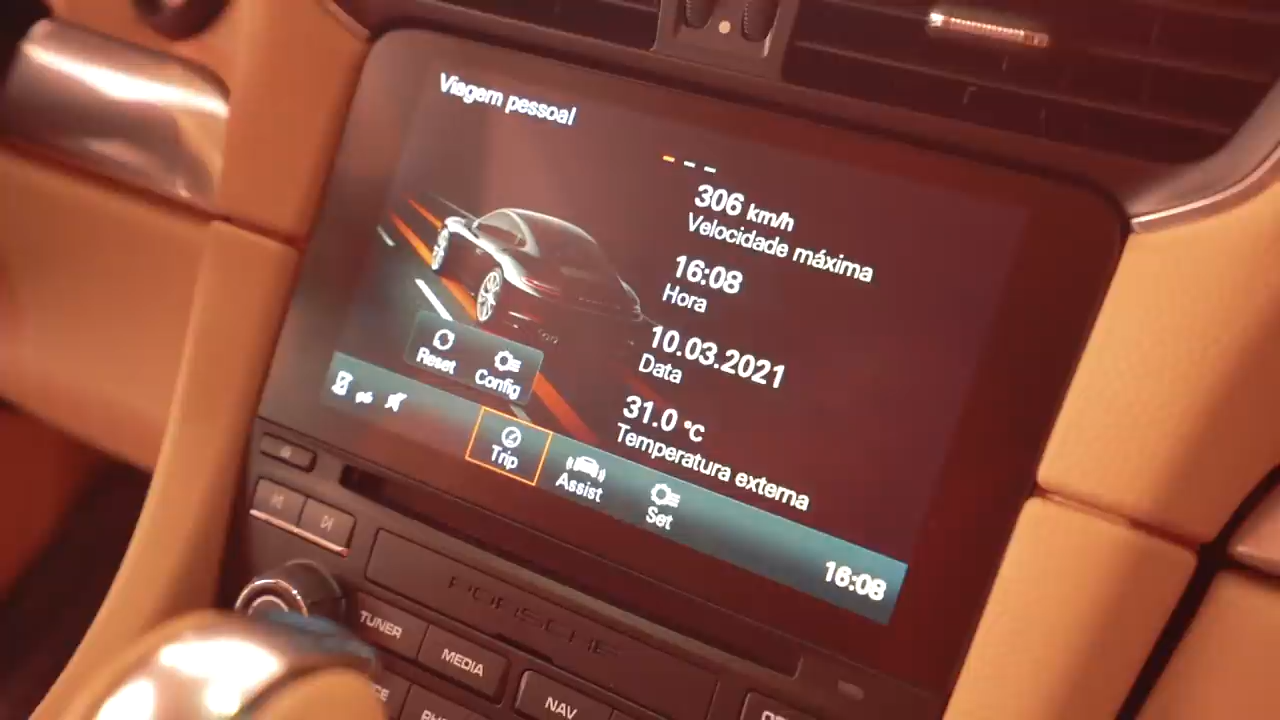 Viagem pessoal
306 km/h
Velocidade máxima
16:08
Hora
10.03.2021
Data
31.0 °C
Temperatura externa
Reset
Config
Trip
Assist
Set
16:08
PORSCHE
TUNER
MEDIA
NAV